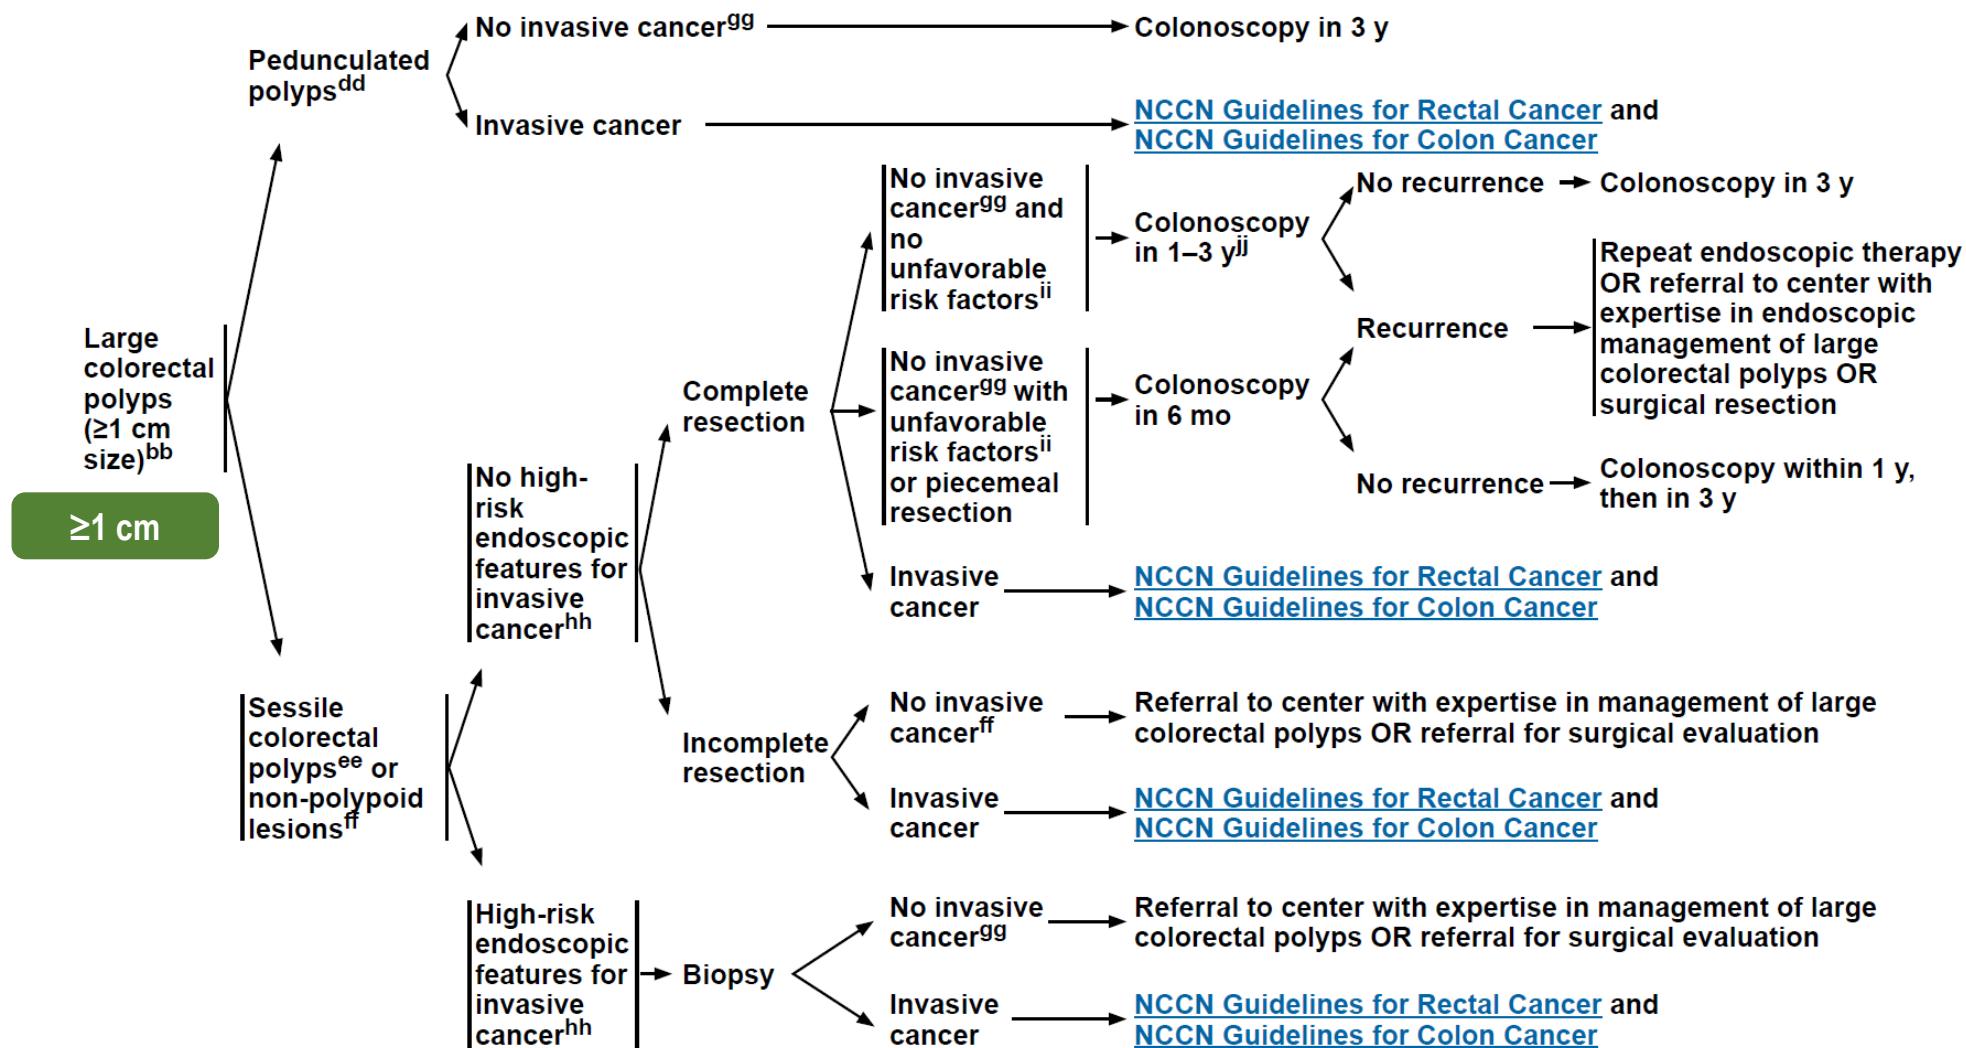 Large
colorectal
polyps
(≥1 cm
size)bb
≥1 cm
Pedunculated
polypsdd
No invasive cancergg
Colonoscopy in 3 y
Invasive cancer
NCCN Guidelines for Rectal Cancer and
NCCN Guidelines for Colon Cancer
Sessile
colorectal
polypsee or
non-polypoid
lesionsff
No high-
risk
endoscopic
features for
invasive
cancerhh
Complete
resection
No invasive
cancergg and
no
unfavorable
risk factorsii
Colonoscopy
in 1–3 yjj
No recurrence
Colonoscopy in 3 y
Recurrence
Repeat endoscopic therapy
OR referral to center with
expertise in endoscopic
management of large
colorectal polyps OR
surgical resection
No invasive
cancergg with
unfavorable
risk factorsii
or piecemeal
resection
Colonoscopy
in 6 mo
No recurrence
Colonoscopy within 1 y,
then in 3 y
Invasive
cancer
NCCN Guidelines for Rectal Cancer and
NCCN Guidelines for Colon Cancer
Incomplete
resection
No invasive
cancerff
Referral to center with expertise in management of large
colorectal polyps OR referral for surgical evaluation
Invasive
cancer
NCCN Guidelines for Rectal Cancer and
NCCN Guidelines for Colon Cancer
High-risk
endoscopic
features for
invasive
cancerhh
Biopsy
No invasive
cancergg
Referral to center with expertise in management of large
colorectal polyps OR referral for surgical evaluation
Invasive
cancer
NCCN Guidelines for Rectal Cancer and
NCCN Guidelines for Colon Cancer